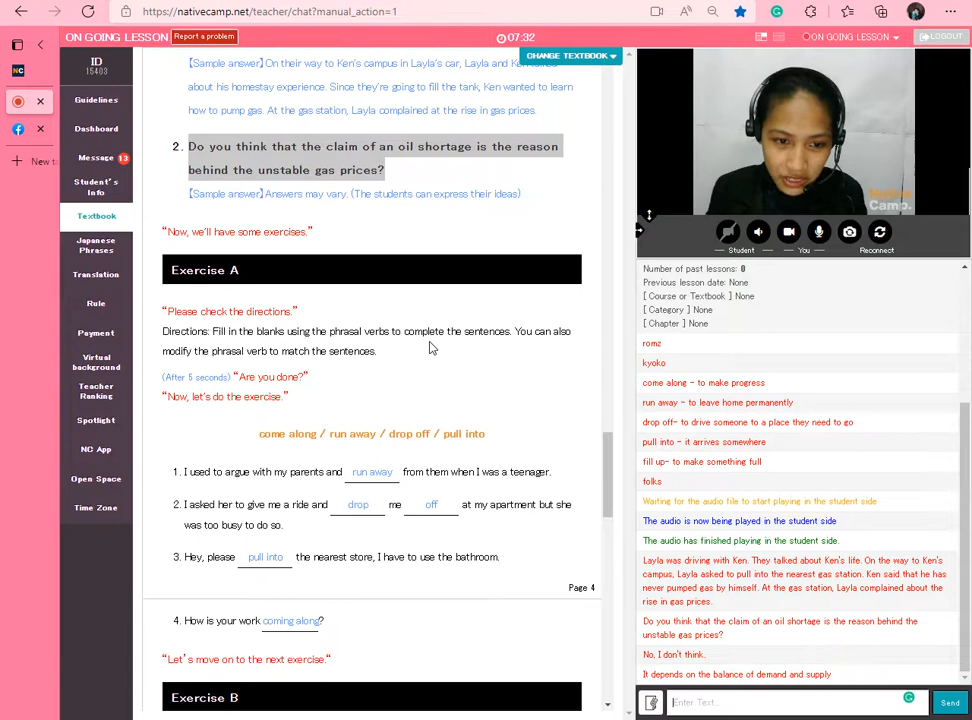 https://nativecamp.net/teacher/chat?manual_action=1
ON GOING LESSON
Report a problem
07:32
ON GOING LESSON
LOGOUT
CHANGE TEXTBOOK
NC
New t
ID
15403
Guidelines
Dashboard
Message 13
Student's
Info
Textbook
Japanese
Phrases
Translation
Rule
Payment
Virtual
background
Teacher
Ranking
Spotlight
NC App
Open Space
Time Zone
【Sample answer】On their way to Ken's campus in Layla's car, Layla and Ken talked
about his homestay experience. Since they're going to fill the tank, Ken wanted to learn
how to pump gas. At the gas station, Layla complained at the rise in gas prices.
2. Do you think that the claim of an oil shortage is the reason
behind the unstable gas prices?
【Sample answer】Answers may vary. (The students can express their ideas)
"Now, we'll have some exercises."
Exercise A
"Please check the directions."
Directions: Fill in the blanks using the phrasal verbs to complete the sentences. You can also
modify the phrasal verb to match the sentences.
(After 5 seconds) "Are you done?"
"Now, let's do the exercise."
come along / run away / drop off / pull into
1. I used to argue with my parents and run away from them when I was a teenager.
2. I asked her to give me a ride and drop me off at my apartment but she
was too busy to do so.
3. Hey, please pull into the nearest store, I have to use the bathroom.
Page 4
4. How is your work coming along?
"Let's move on to the next exercise."
Exercise B
Native
Camp.
Student
You
Reconnect
Number of past lessons: 0
Previous lesson date: None
[ Course or Textbook ] None
[ Category ] None
[ Chapter ] None
romz
kyoko
come along - to make progress
run away - to leave home permanently
drop off- to drive someone to a place they need to go
pull into - it arrives somewhere
fill up- to make something full
folks
Waiting for the audio file to start playing in the student side
The audio is now being played in the student side
The audio has finished playing in the student side.
Layla was driving with Ken. They talked about Ken's life. On the way to Ken's
campus, Layla asked to pull into the nearest gas station. Ken said that he has
never pumped gas by himself. At the gas station, Layla complained about the
rise in gas prices.
Do you think that the claim of an oil shortage is the reason behind the
unstable gas prices?
No, I don't think.
It depends on the balance of demand and supply
Enter Text...
Send